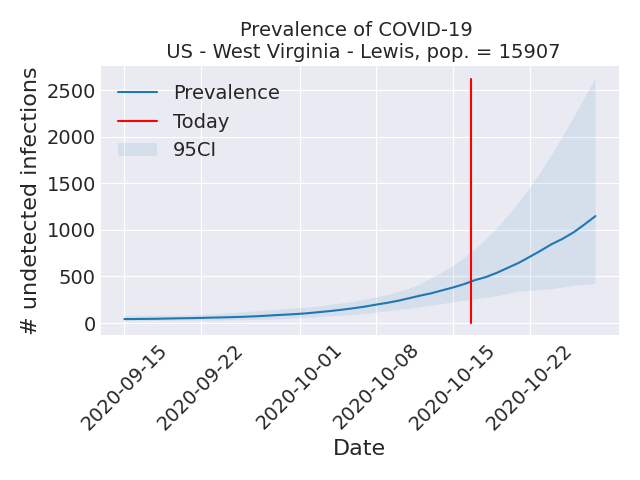 Prevalence of COVID-19
US - West Virginia - Lewis, pop. = 15907
# undetected infections
2500
2000
1500
1000
500
0
Prevalence
Today
95CI
2020-09-15
2020-09-22
2020-10-01
2020-10-08
2020-10-15
2020-10-22
Date